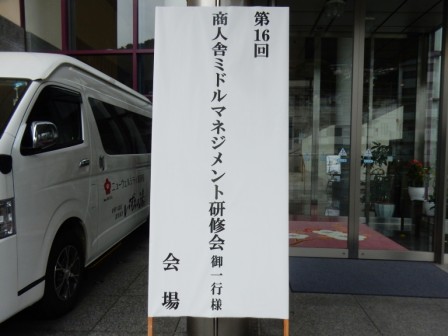 第16回
商人舎ミドルマネジメント研修会 御一行様
会場